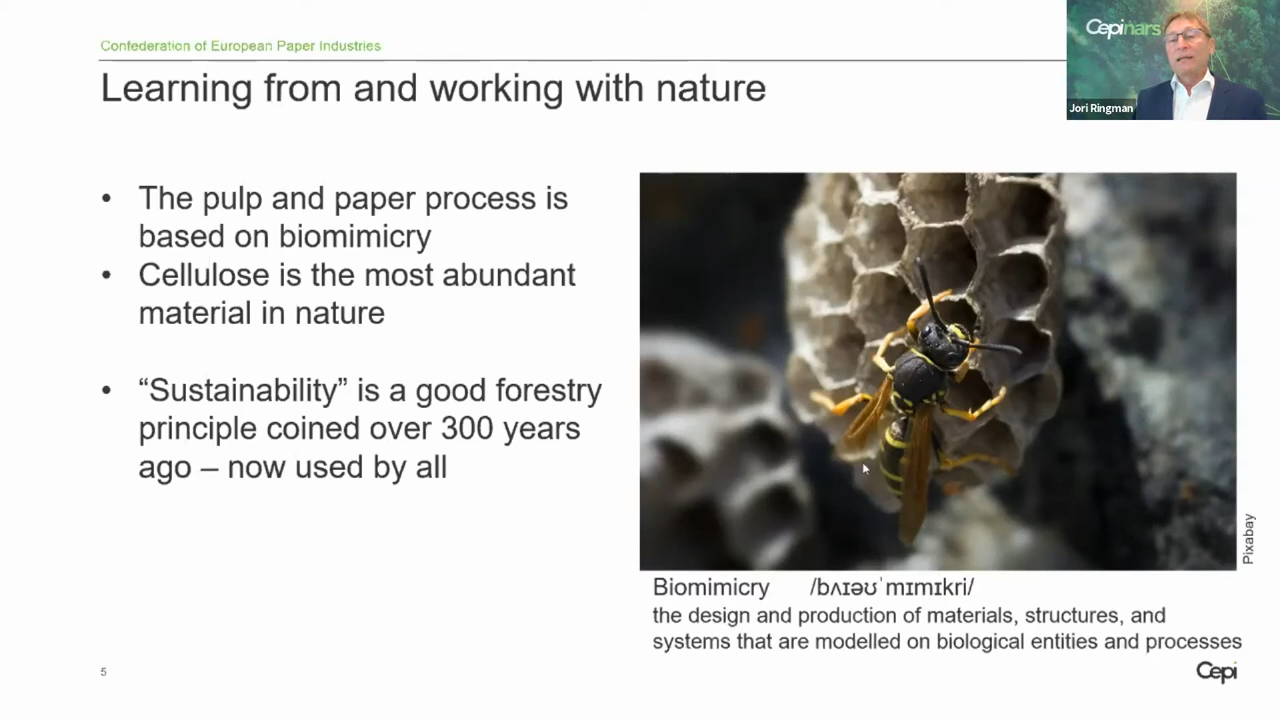 Confederation of European Paper Industries
Learning from and working with nature
Cepinars
Jori Ringman
• The pulp and paper process is
based on biomimicry
• Cellulose is the most abundant
material in nature
• “Sustainability” is a good forestry
principle coined over 300 years
ago – now used by all
Pixabay
Biomimicry /bʌɪəʊˈmɪmɪkri/
the design and production of materials, structures, and
systems that are modelled on biological entities and processes
5
Cepi